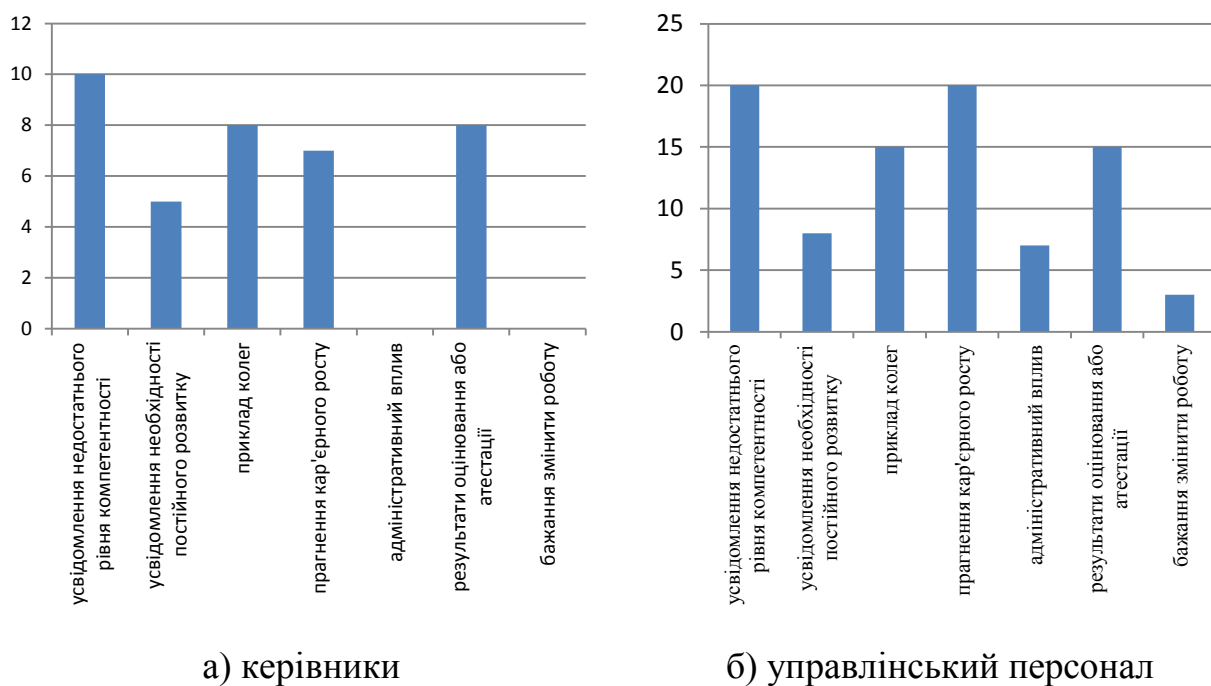 12
10
8
6
4
2
0
усвідомлення недостатнього
рівня компетентності
усвідомлення необхідності
постійного розвитку
приклад колег
прагнення кар'єрного росту
адміністративний вплив
результати оцінювання або
атестації
бажання змінити роботу
а) керівники
25
20
15
10
5
0
усвідомлення недостатнього
рівня компетентності
усвідомлення необхідності
постійного розвитку
приклад колег
прагнення кар'єрного росту
адміністративний вплив
результати оцінювання або
атестації
бажання змінити роботу
б) управлінський персонал